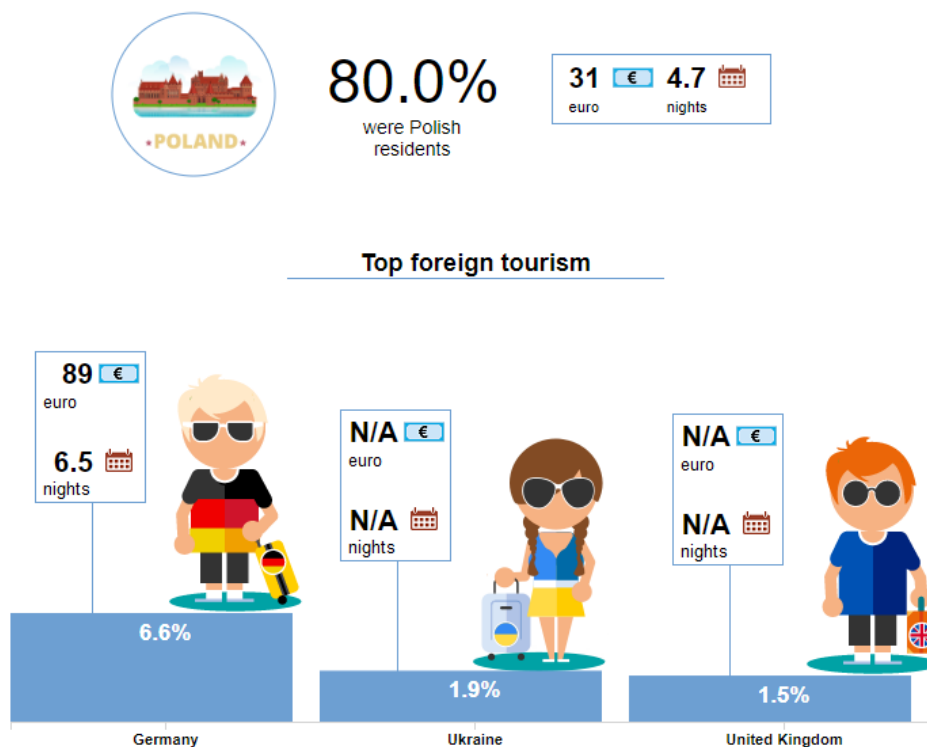 POLAND
80.0%
were Polish
residents
31 € 4.7
euro nights
Top foreign tourism
89 €
euro
6.5
nights
N/A €
euro
N/A
nights
N/A €
euro
N/A
nights
6.6%
1.9%
1.5%
Germany Ukraine United Kingdom